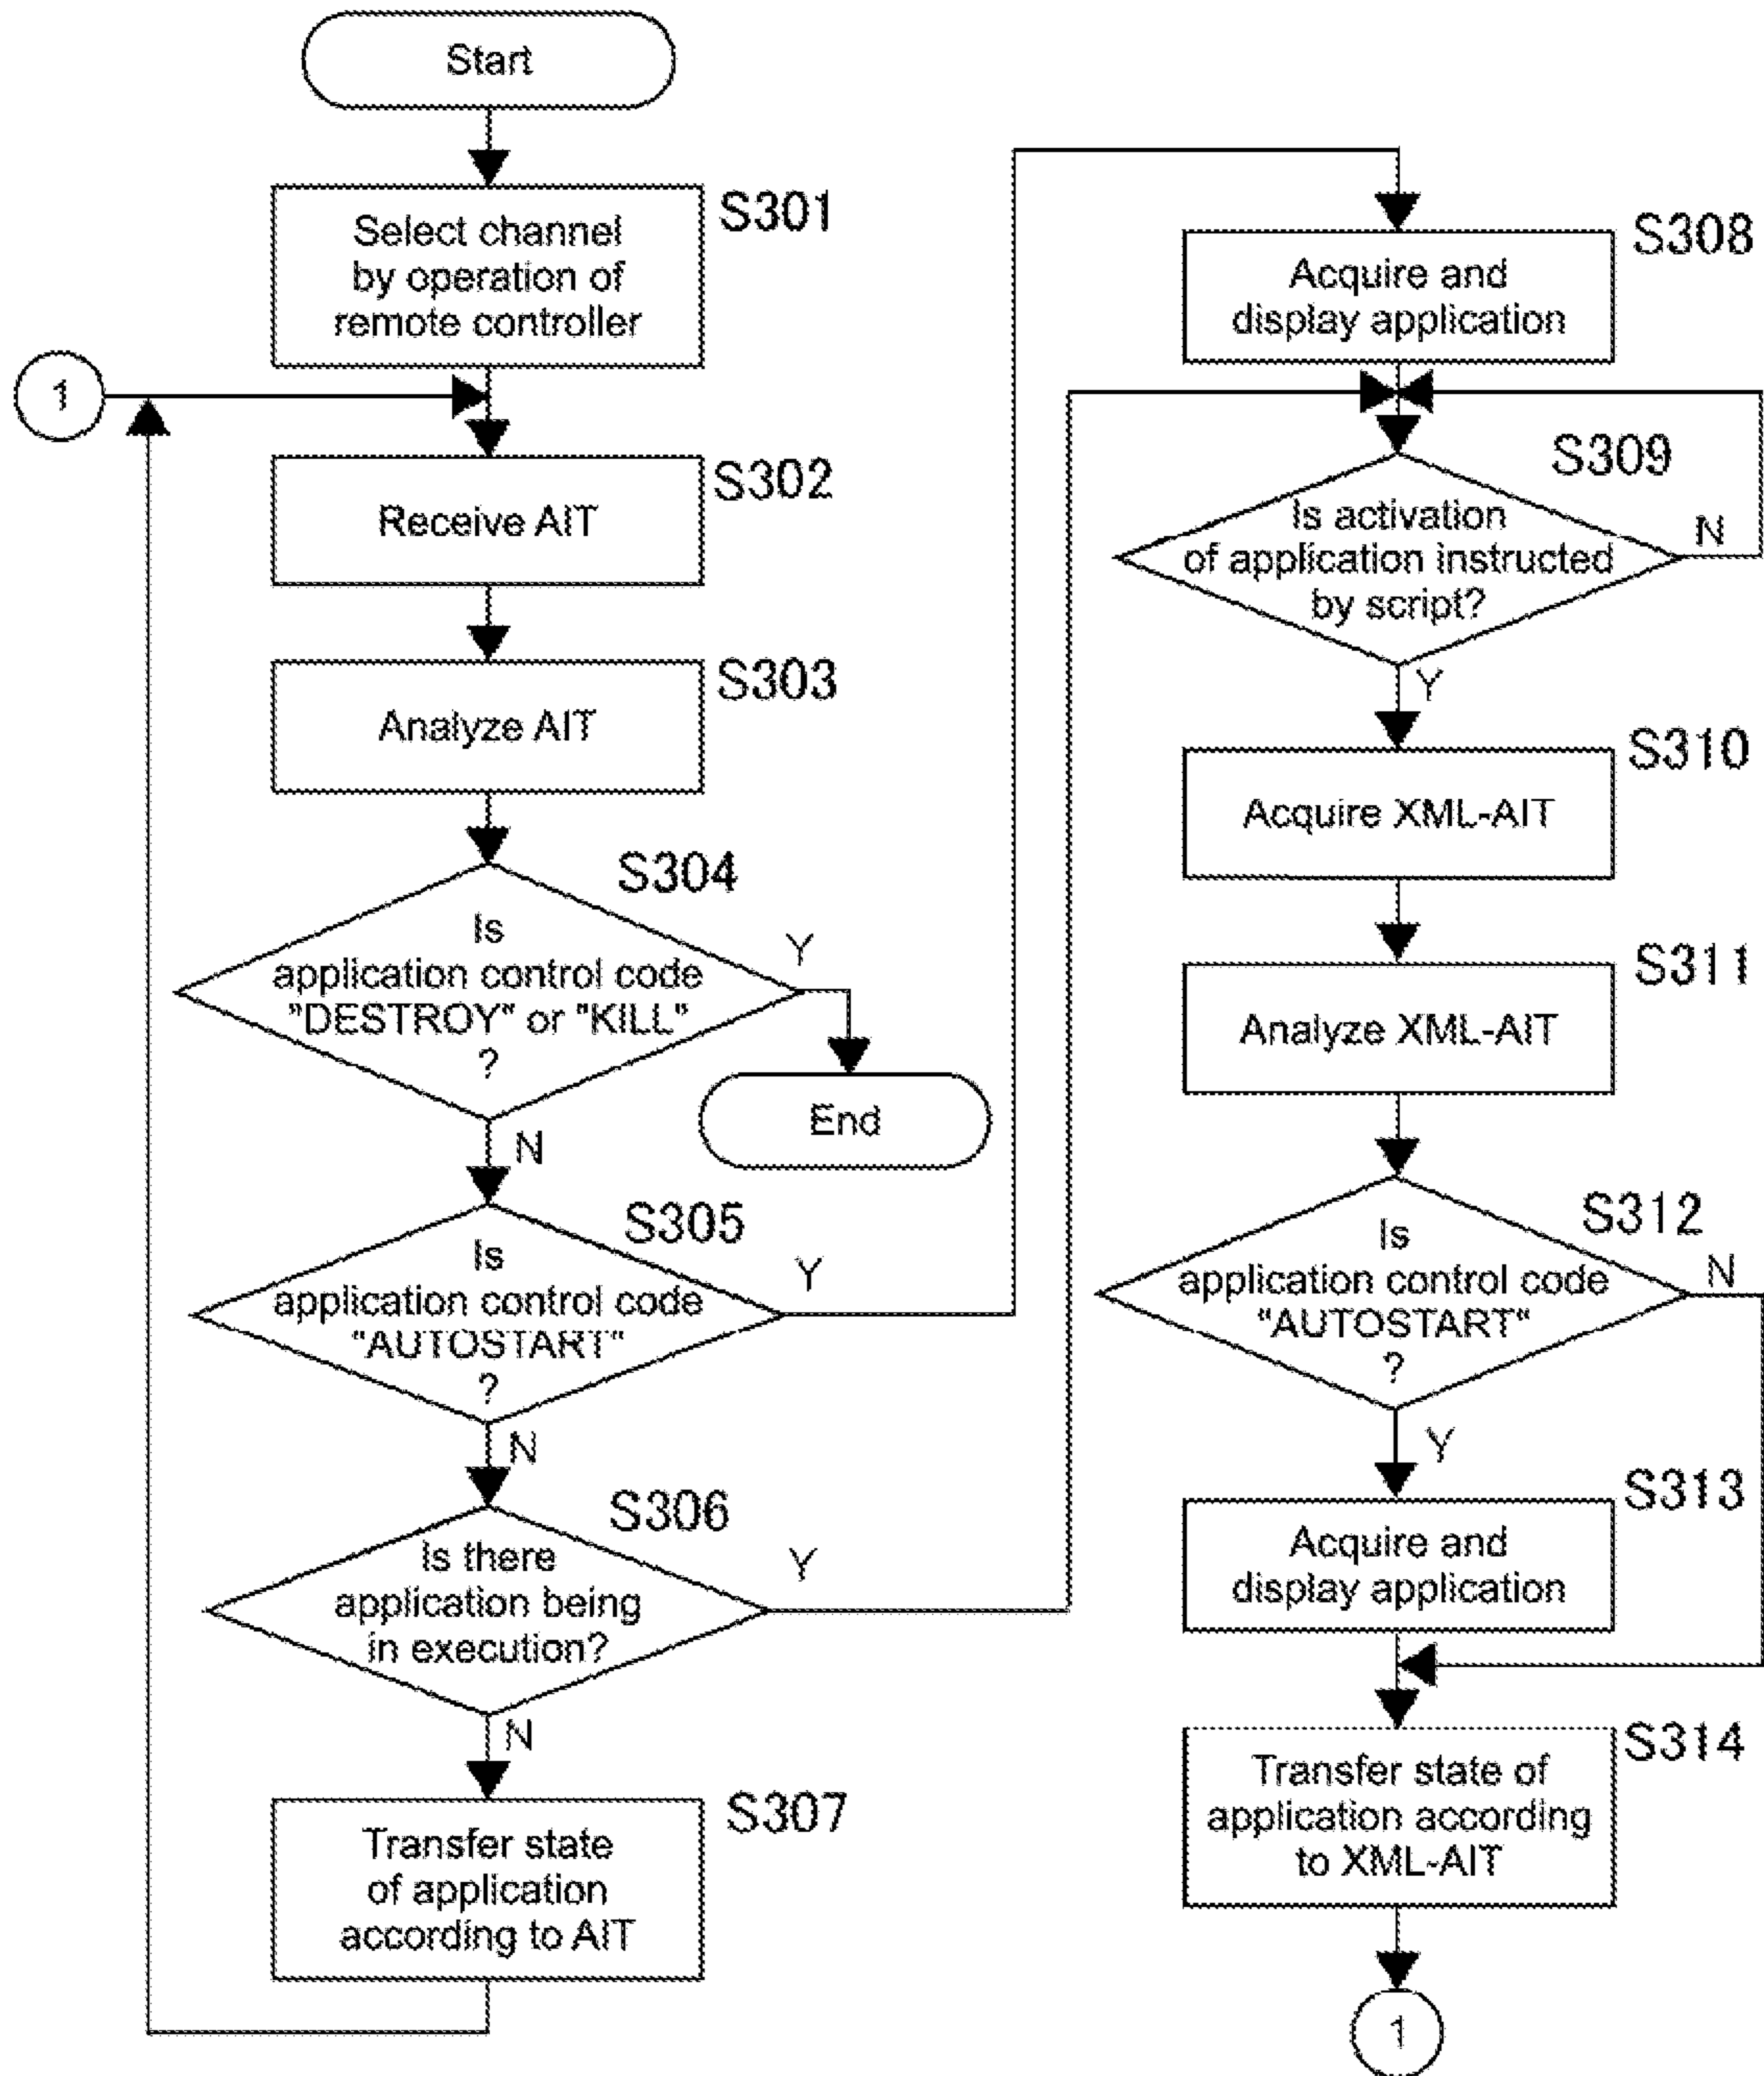 Start
S301
Select channel
by operation of
remote controller
1
S302
Receive AIT
S303
Analyze AIT
S304
Is
application control code
"DESTROY" or "KILL"
?
Y
End
N
S305
Is
application control code
"AUTOSTART"
?
Y
N
S306
Is there
application being
in execution?
Y
N
S307
Transfer state
of application
according to AIT
S308
Acquire and
display application
S309
Is activation
of application instructed
by script?
N
Y
S310
Acquire XML-AIT
S311
Analyze XML-AIT
S312
Is
application control code
"AUTOSTART"
?
N
Y
S313
Acquire and
display application
S314
Transfer state of
application according
to XML-AIT
1